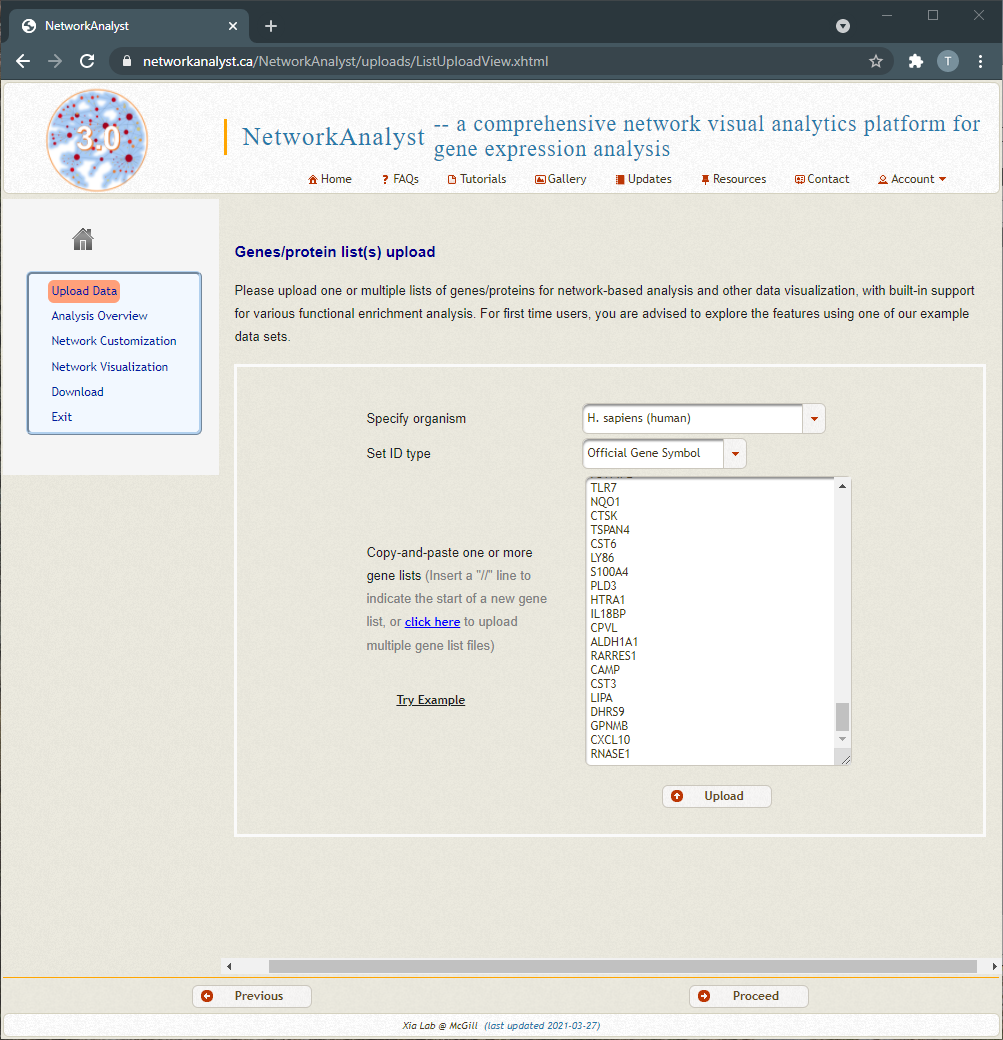 NetworkAnalyst
networkanalyst.ca/NetworkAnalyst/uploads/ListUploadView.xhtml
T
3.0
NetworkAnalyst
-- a comprehensive network visual analytics platform for
gene expression analysis
Home
? FAQs
Tutorials
Gallery
Updates
Resources
Contact
Account
Upload Data
Analysis Overview
Network Customization
Network Visualization
Download
Exit
Genes/protein list(s) upload
Please upload one or multiple lists of genes/proteins for network-based analysis and other data visualization, with built-in support
for various functional enrichment analysis. For first time users, you are advised to explore the features using one of our example
data sets.
Specify organism
H. sapiens (human)
Set ID type
Official Gene Symbol
Copy-and-paste one or more
gene lists (Insert a "//" line to
indicate the start of a new gene
list, or click here to upload
multiple gene list files)
Try Example
TLR7
NQO1
CTSK
TSPAN4
CST6
LY86
S100A4
PLD3
HTRA1
IL18BP
CPVL
ALDH1A1
RARRES1
CAMP
CST3
LIPA
DHRS9
GPNMB
CXCL10
RNASE1
Upload
Previous
Proceed
Xia Lab @ McGill (last updated 2021-03-27)